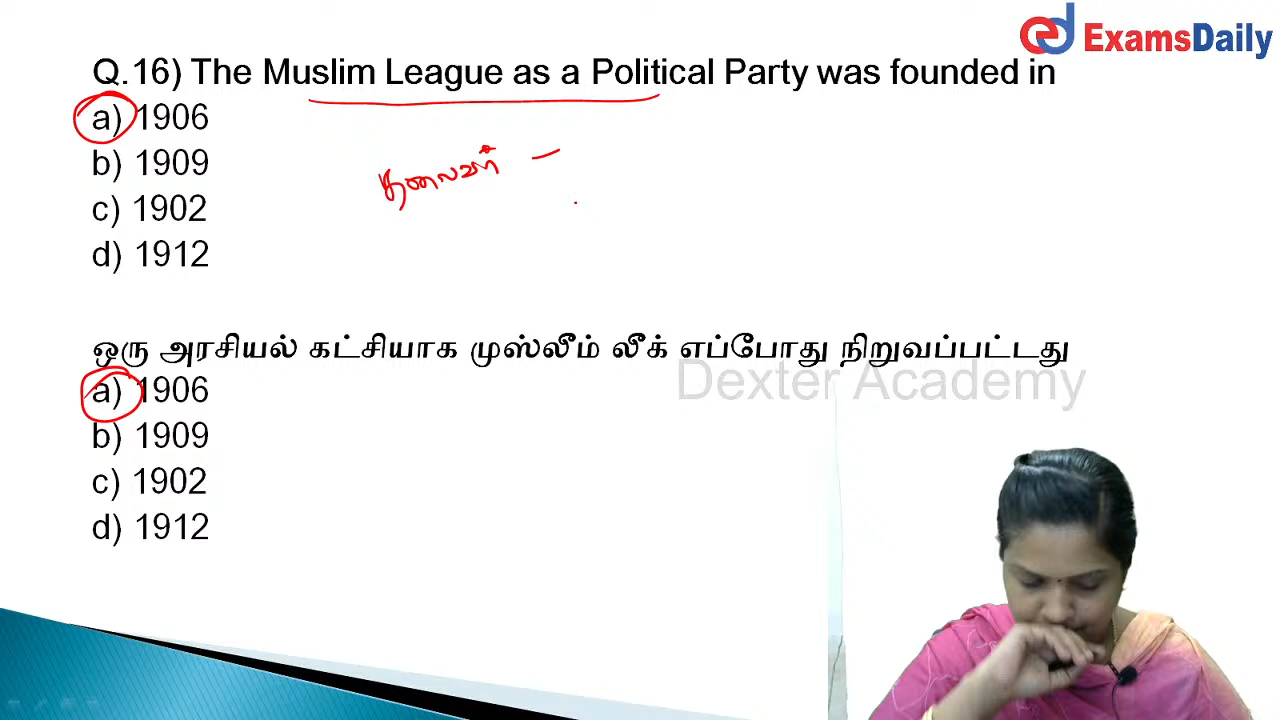 ExamsDaily
Q.16) The Muslim League as a Political Party was founded in
a) 1906
b) 1909
c) 1902
d) 1912
தலைவர் –
ஒரு அரசியல் கட்சியாக முஸ்லீம் லீக் எப்போது நிறுவப்பட்டது
Dexter Academy
a) 1906
b) 1909
c) 1902
d) 1912